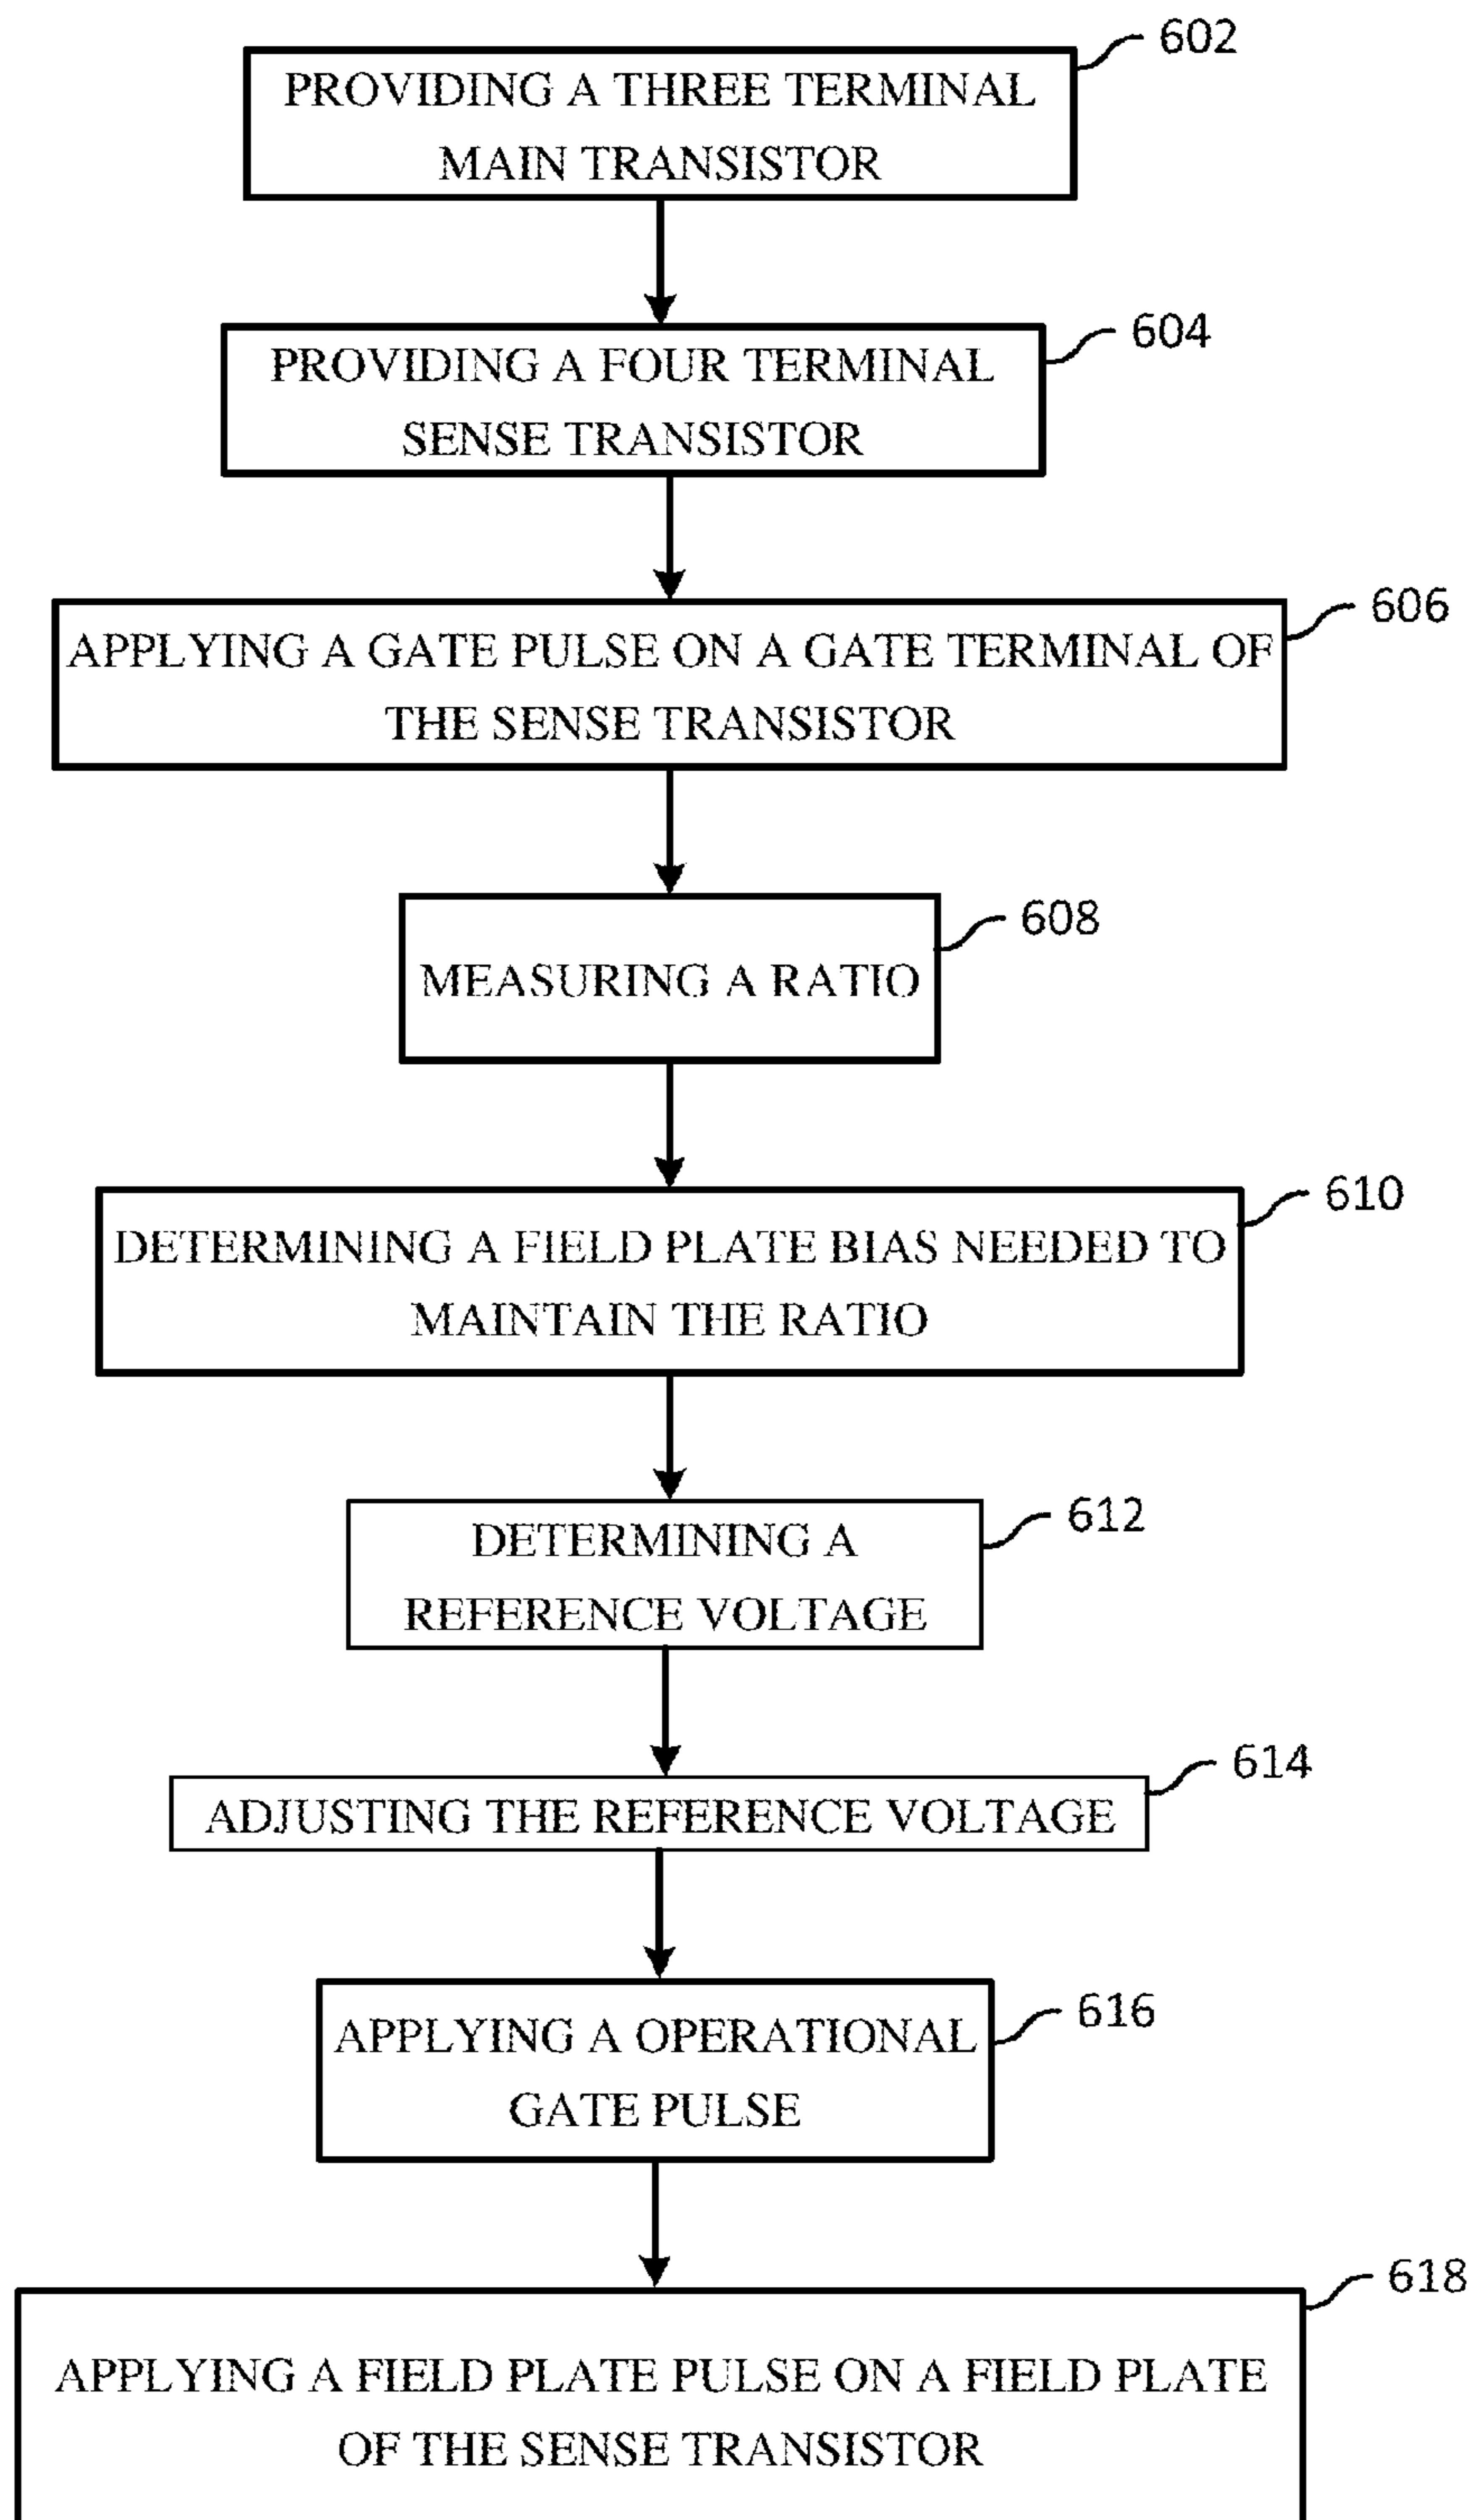 602
PROVIDING A THREE TERMINAL
MAIN TRANSISTOR
604
PROVIDING A FOUR TERMINAL
SENSE TRANSISTOR
606
APPLYING A GATE PULSE ON A GATE TERMINAL OF
THE SENSE TRANSISTOR
608
MEASURING A RATIO
610
DETERMINING A FIELD PLATE BIAS NEEDED TO
MAINTAIN THE RATIO
612
DETERMINING A
REFERENCE VOLTAGE
614
ADJUSTING THE REFERENCE VOLTAGE
616
APPLYING A OPERATIONAL
GATE PULSE
618
APPLYING A FIELD PLATE PULSE ON A FIELD PLATE
OF THE SENSE TRANSISTOR